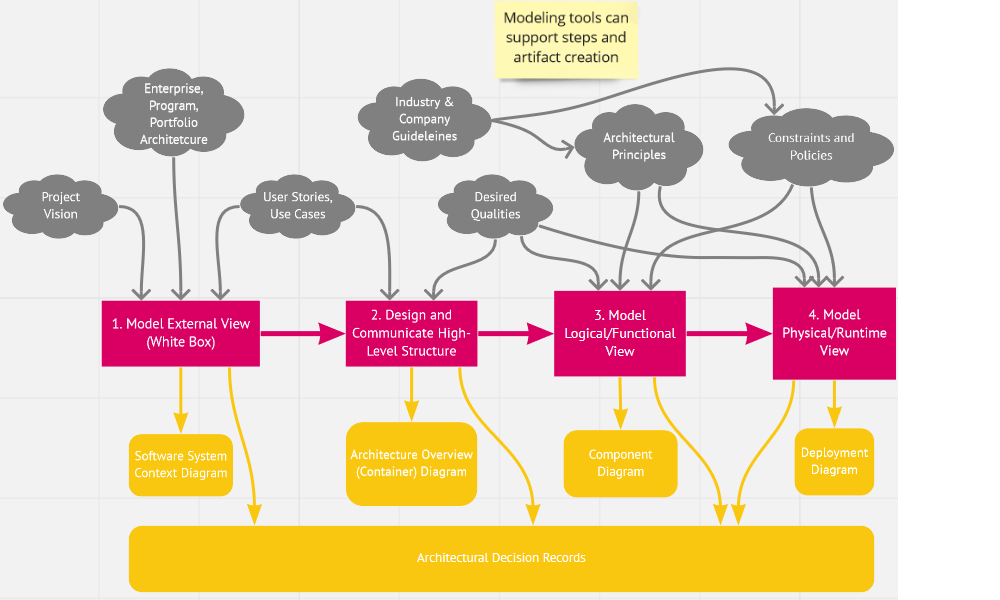 Modeling tools can
support steps and
artifact creation
Enterprise,
Program,
Portfolio
Architetcure
Industry &
Company
Guideleines
Architectural
Principles
Constraints and
Policies
Project
Vision
User Stories,
Use Cases
Desired
Qualities
1. Model External View
(White Box)
2. Design and
Communicate High-
Level Structure
3. Model
Logical/Functional
View
4. Model
Physical/Runtime
View
Software System
Context Diagram
Architecture Overview
(Container) Diagram
Component
Diagram
Deployment
Diagram
Architectural Decision Records